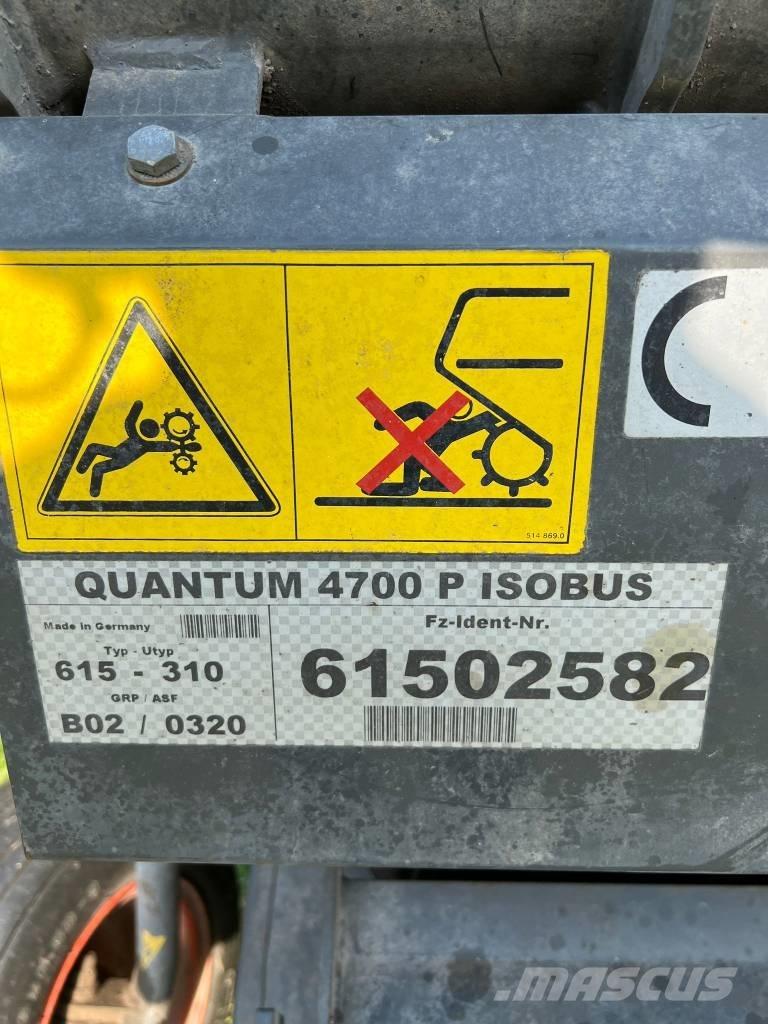 514 869.0
QUANTUM 4700 P ISOBUS
Made in Germany
Typ - Utyp
615 - 310
GRP / ASF
B02 / 0320
Fz-Ident-Nr.
61502582
MASCUS